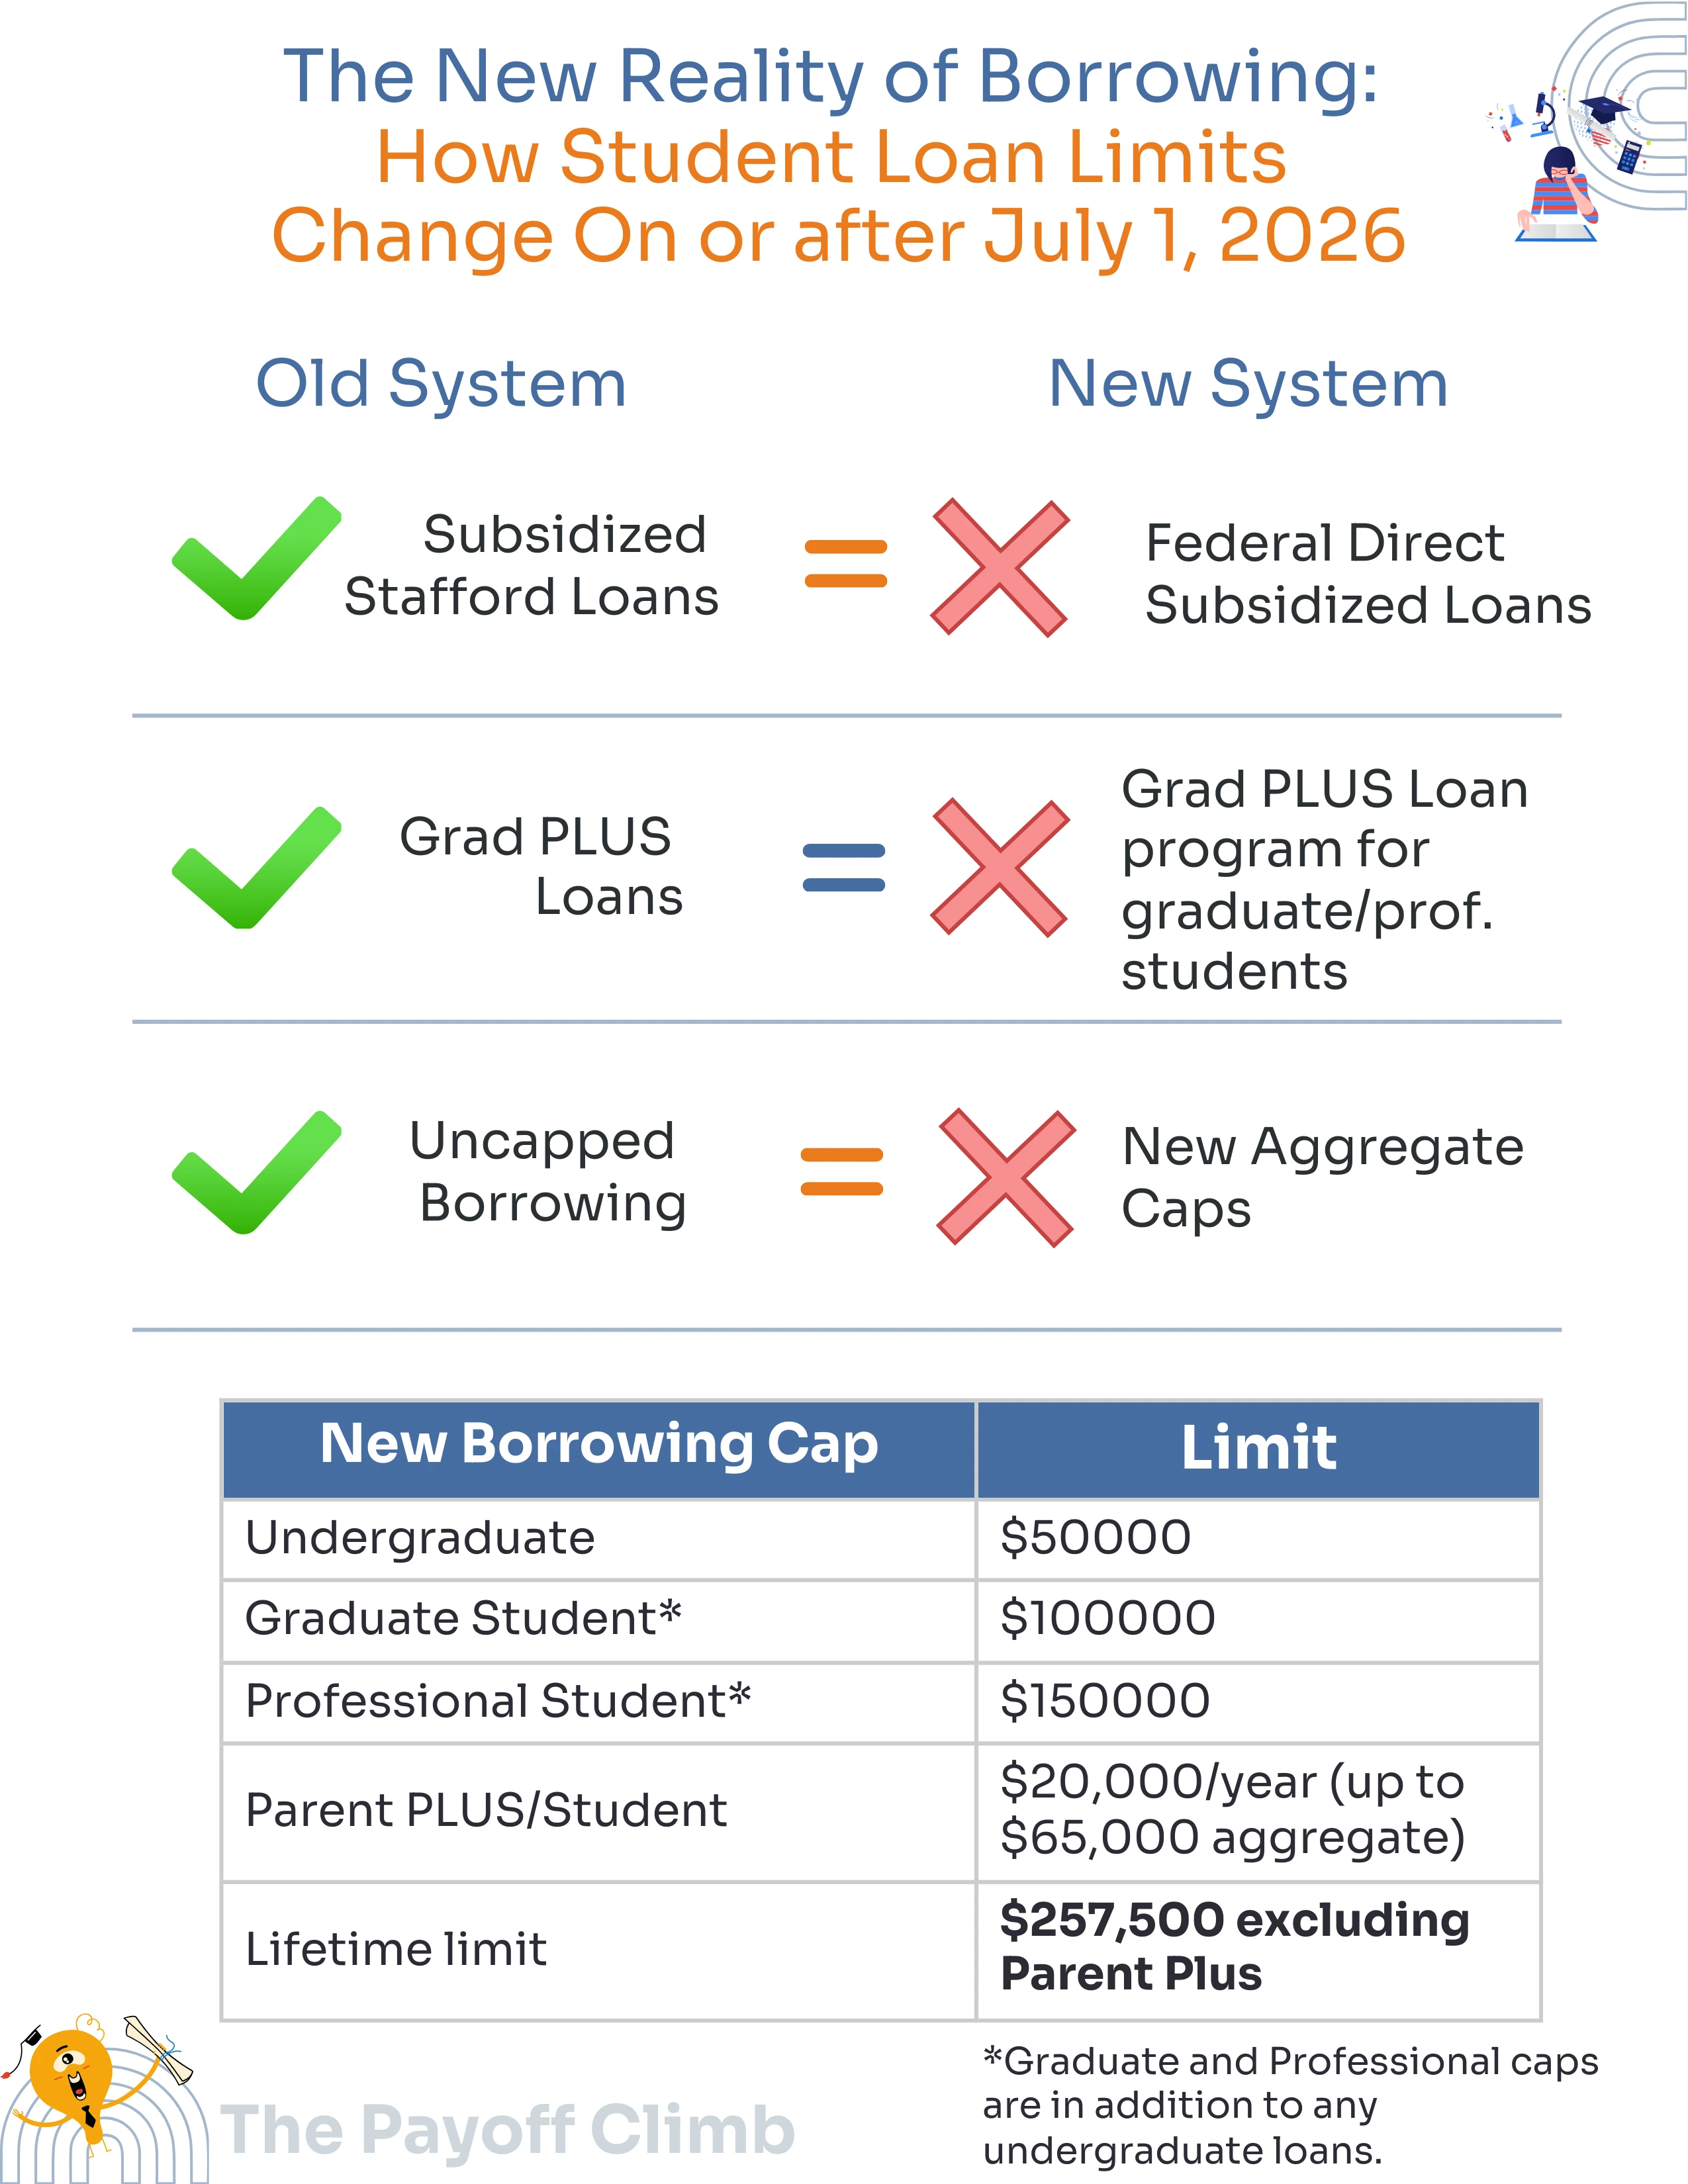 The New Reality of Borrowing:
How Student Loan Limits
Change On or after July 1, 2026
Old System
New System
Subsidized
Stafford Loans
=
Federal Direct
Subsidized Loans
Grad PLUS
Loans
=
Grad PLUS Loan
program for
graduate/prof.
students
Uncapped
Borrowing
=
New Aggregate
Caps
New Borrowing Cap
Limit
Undergraduate
$50000
Graduate Student*
$100000
Professional Student*
$150000
Parent PLUS/Student
$20,000/year (up to
$65,000 aggregate)
Lifetime limit
$257,500 excluding
Parent Plus
*Graduate and Professional caps
are in addition to any
undergraduate loans.
The Payoff Climb